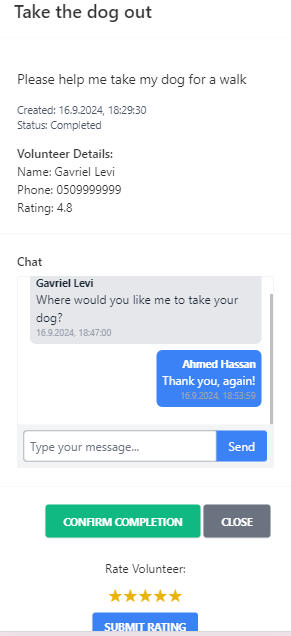 Take the dog out
Please help me take my dog for a walk
Created: 16.9.2024, 18:29:30
Status: Completed
Volunteer Details:
Name: Gavriel Levi
Phone: 0509999999
Rating: 4.8
Chat
Gavriel Levi
Where would you like me to take your
dog?
16.9.2024, 18:47:00
Ahmed Hassan
Thank you, again!
16.9.2024, 18:53:59
Type your message...
Send
CONFIRM COMPLETION
CLOSE
Rate Volunteer:
SUBMIT RATING